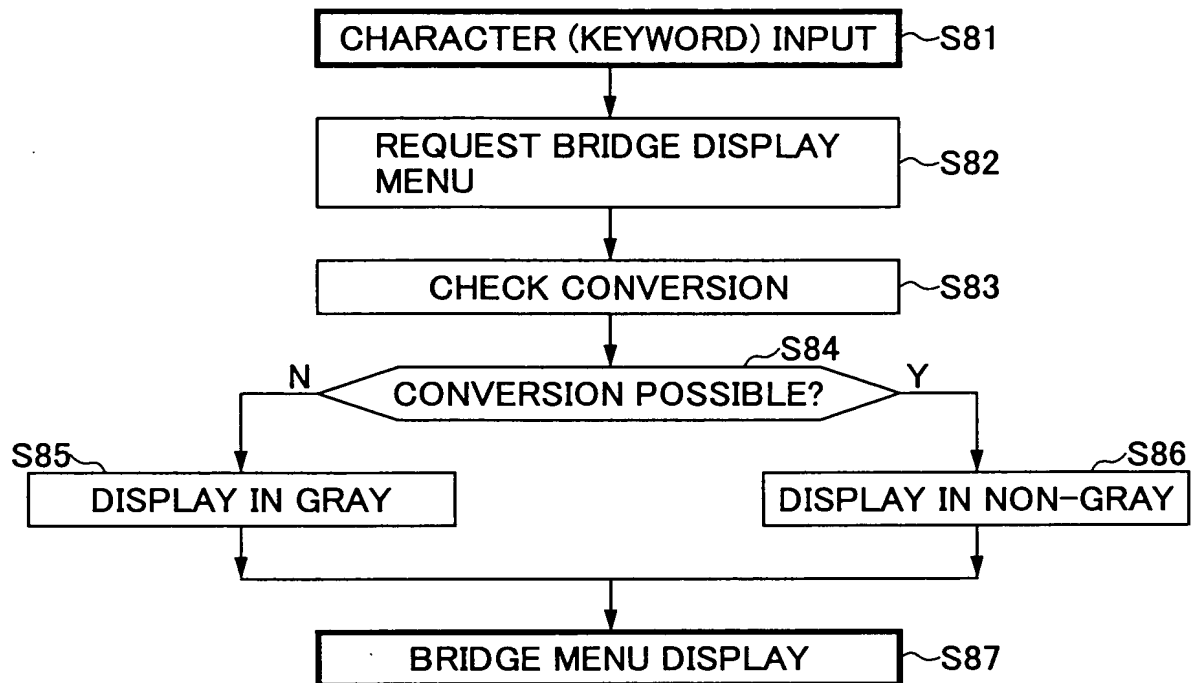 CHARACTER (KEYWORD) INPUT
S81
REQUEST BRIDGE DISPLAY
MENU
S82
CHECK CONVERSION
S83
S84
N
CONVERSION POSSIBLE?
Y
S85
DISPLAY IN GRAY
S86
DISPLAY IN NON-GRAY
BRIDGE MENU DISPLAY
S87